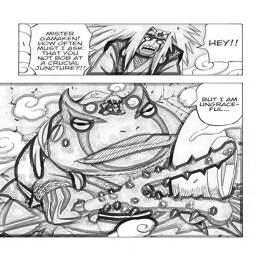 MISTER
GAMAKEN!
HOW OFTEN
MUST I ASK
THAT YOU
NOT BOB AT
A CRUCIAL
JUNCTURE?!!
HEY!!
BUT I AM
UNGRACE-
FUL...